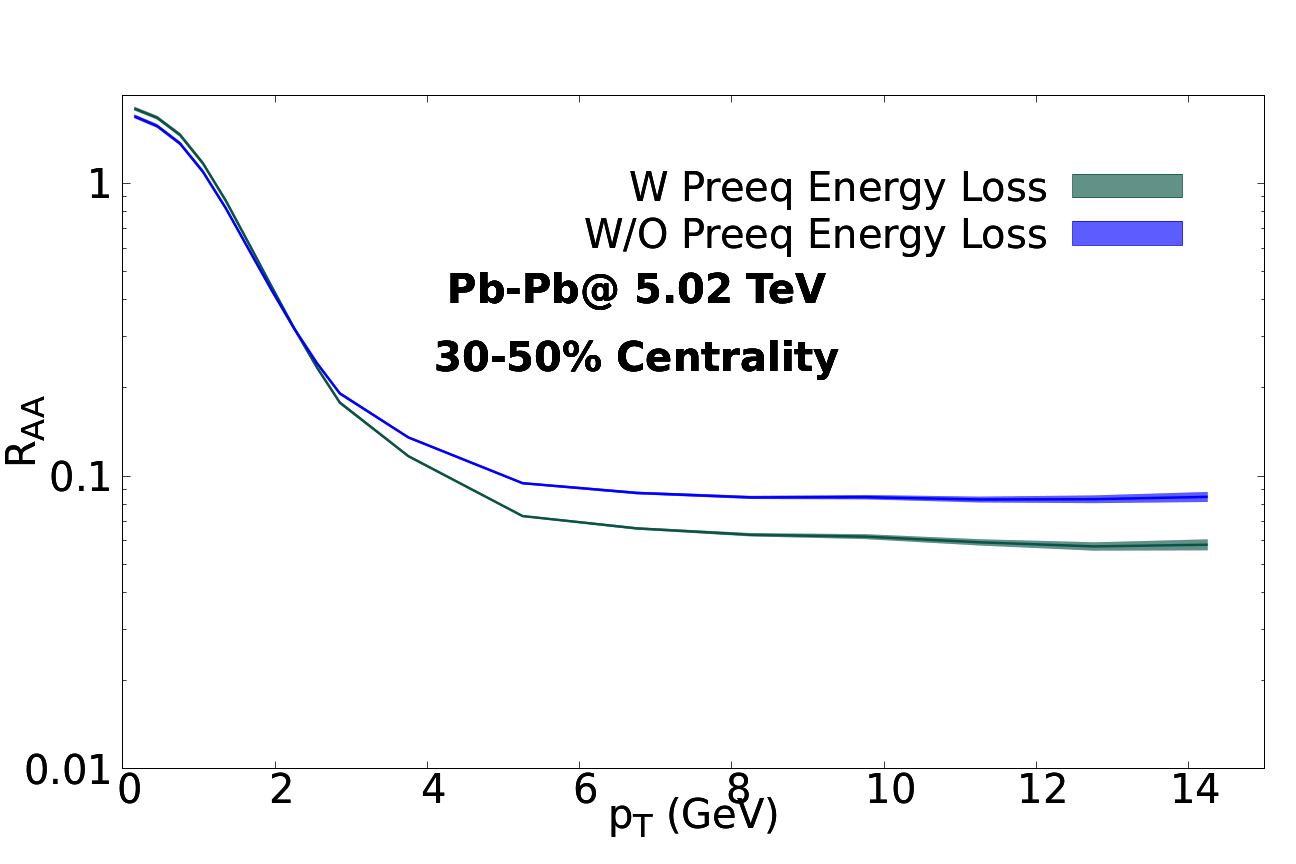 W Preeq Energy Loss
W/O Preeq Energy Loss
Pb-Pb@ 5.02 TeV
30-50% Centrality
1
0.1
0.01
R_AA
0 2 4 6 8 10 12 14
p_T (GeV)